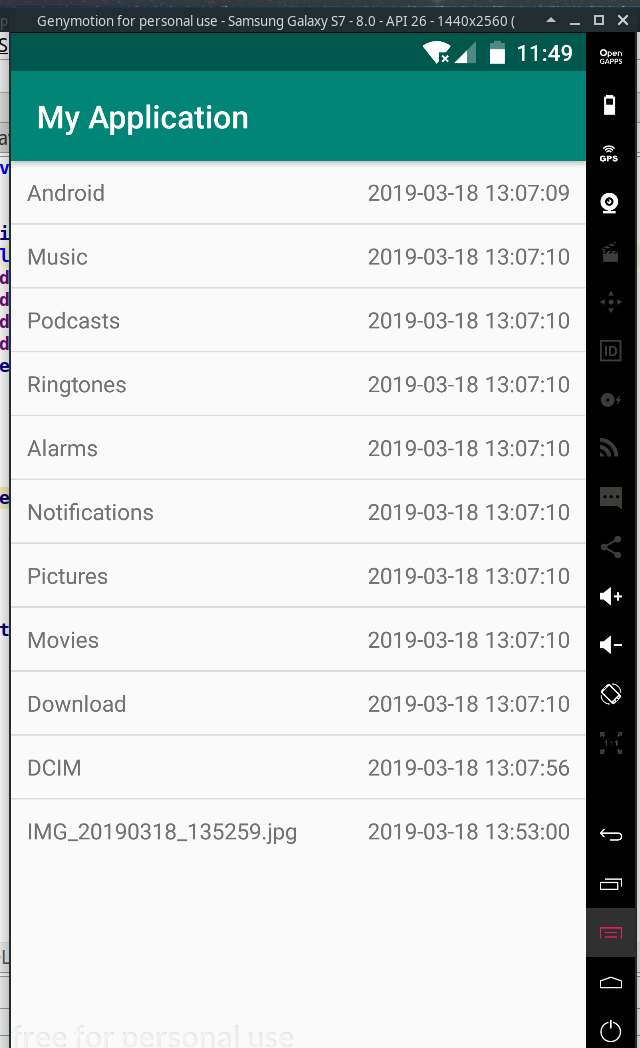 Genymotion for personal use - Samsung Galaxy S7 - 8.0 - API 26 - 1440x2560 (
11:49
Open
GAPPS
My Application
GPS
Android 2019-03-18 13:07:09
Music 2019-03-18 13:07:10
Podcasts 2019-03-18 13:07:10
Ringtones 2019-03-18 13:07:10
ID
Alarms 2019-03-18 13:07:10
Notifications 2019-03-18 13:07:10
Pictures 2019-03-18 13:07:10
Movies 2019-03-18 13:07:10
Download 2019-03-18 13:07:10
1:1
DCIM 2019-03-18 13:07:56
IMG_20190318_135259.jpg 2019-03-18 13:53:00
free for personal use